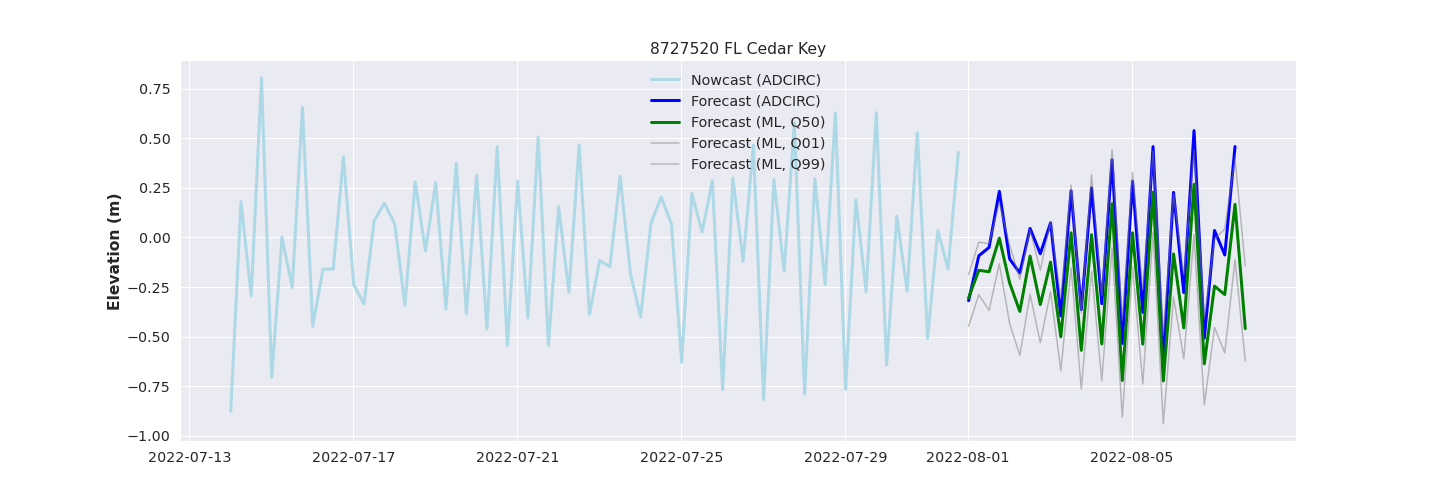 8727520 FL Cedar Key
Nowcast (ADCIRC)
Forecast (ADCIRC)
Forecast (ML, Q50)
Forecast (ML, Q01)
Forecast (ML, Q99)
Elevation (m)
0.75
0.50
0.25
0.00
−0.25
−0.50
−0.75
−1.00
2022-07-13 2022-07-17 2022-07-21 2022-07-25 2022-07-29 2022-08-01 2022-08-05